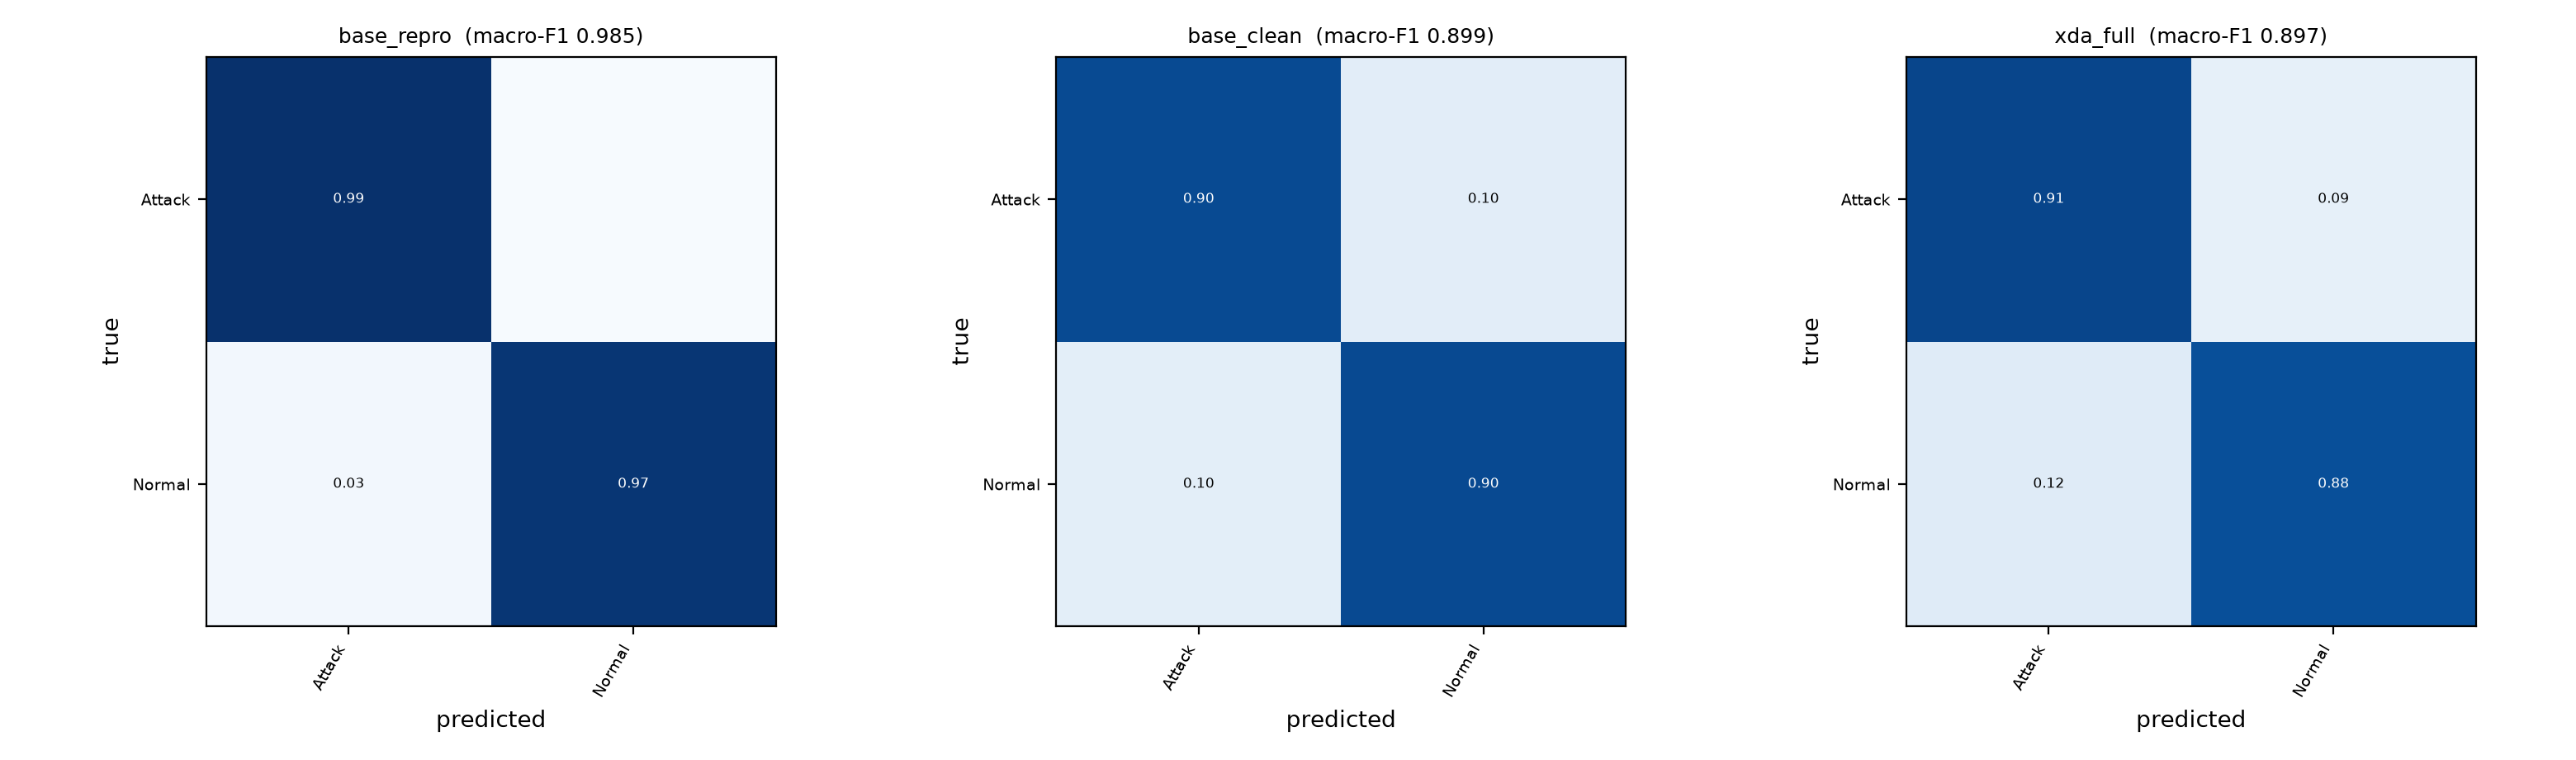 base_repro (macro-F1 0.985)
Attack
0.99
true
Normal
0.03 0.97
Attack Normal
predicted
base_clean (macro-F1 0.899)
Attack
0.90 0.10
true
Normal
0.10 0.90
Attack Normal
predicted
xda_full (macro-F1 0.897)
Attack
0.91 0.09
true
Normal
0.12 0.88
Attack Normal
predicted